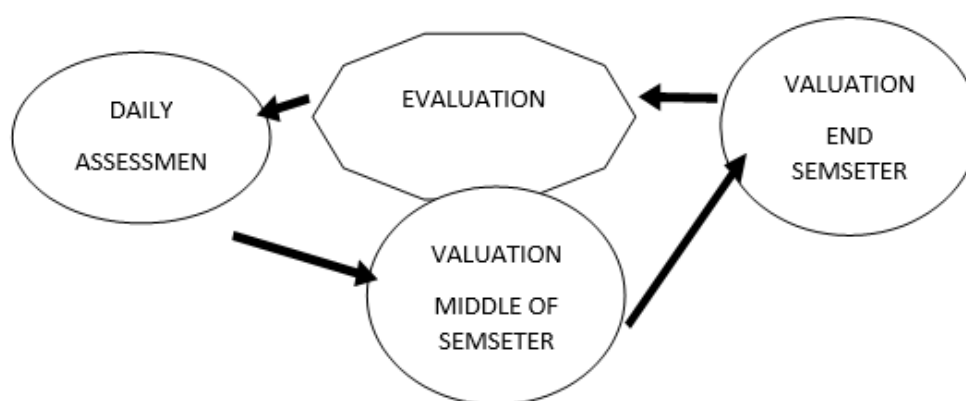 DAILY
ASSESSMEN
EVALUATION
VALUATION
END
SEMSETER
VALUATION
MIDDLE OF
SEMSETER